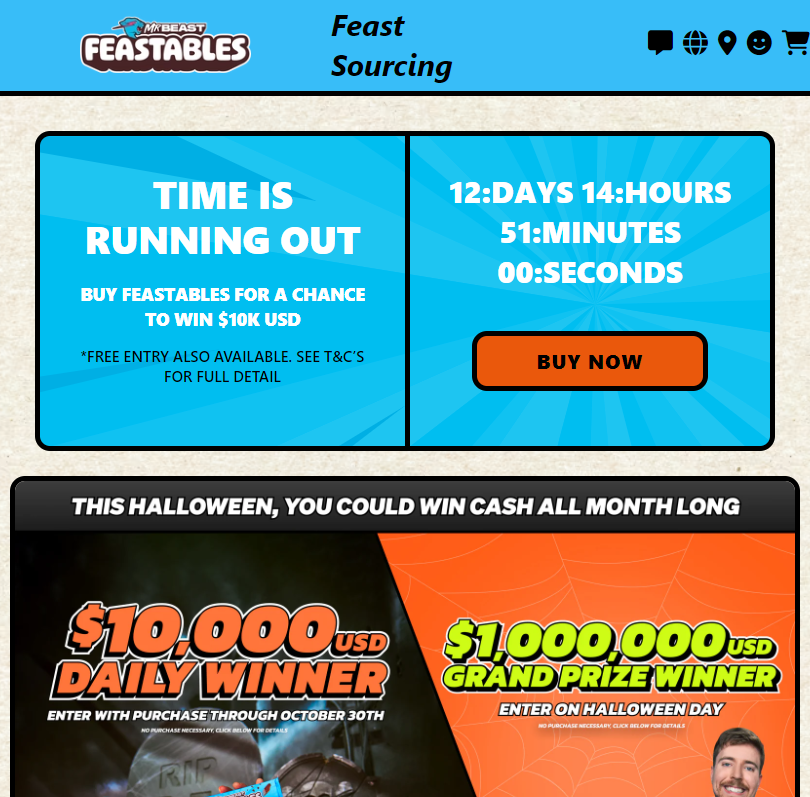 MRBEAST
FEASTABLES
Feast
Sourcing
TIME IS
RUNNING OUT
BUY FEASTABLES FOR A CHANCE
TO WIN $10K USD
*FREE ENTRY ALSO AVAILABLE. SEE T&C'S
FOR FULL DETAIL
12:DAYS 14:HOURS
51:MINUTES
00:SECONDS
BUY NOW
THIS HALLOWEEN, YOU COULD WIN CASH ALL MONTH LONG
$10,000 USD
DAILY WINNER
ENTER WITH PURCHASE THROUGH OCTOBER 30TH
NO PURCHASE NECESSARY, CLICK BELOW FOR DETAILS
RIP
$1,000,000 USD
GRAND PRIZE WINNER
ENTER ON HALLOWEEN DAY
NO PURCHASE NECESSARY, CLICK BELOW FOR DETAILS